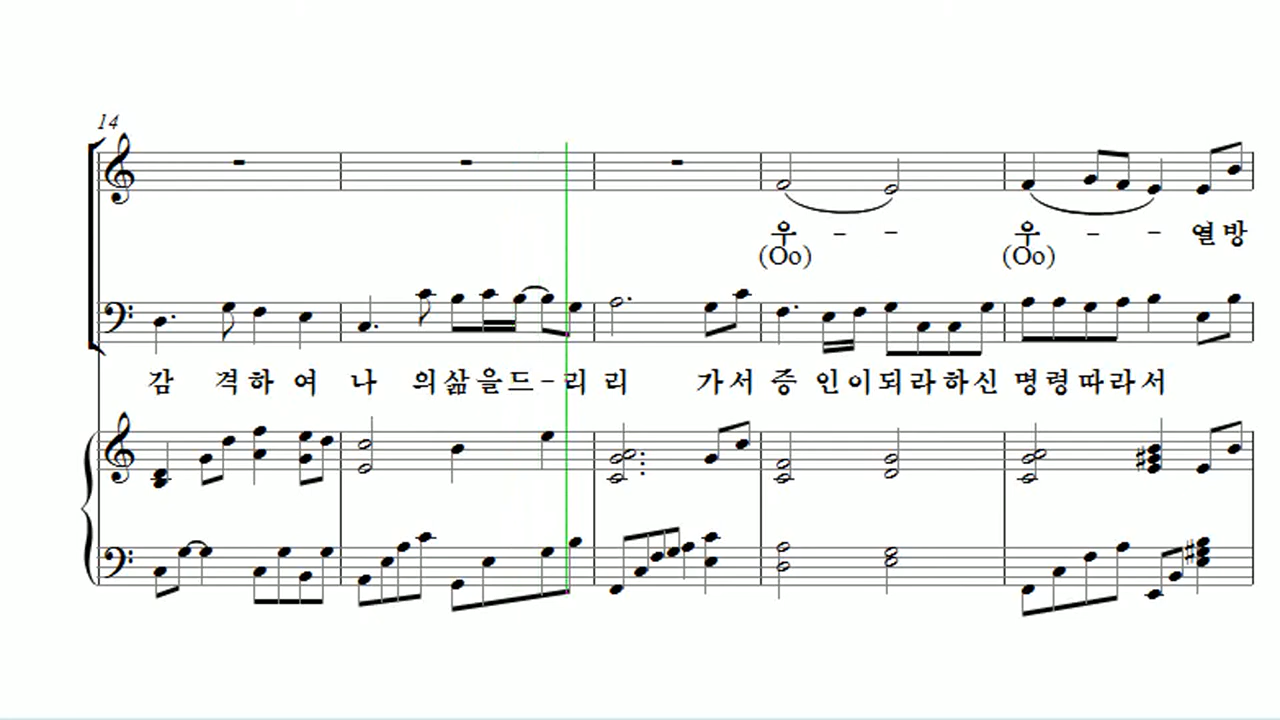 14
우 - - 우 - - 열 방
(Oo) (Oo)
감 격하 여 나 의삶을드-리 리 가서 증 인이되라하신 명령따라서